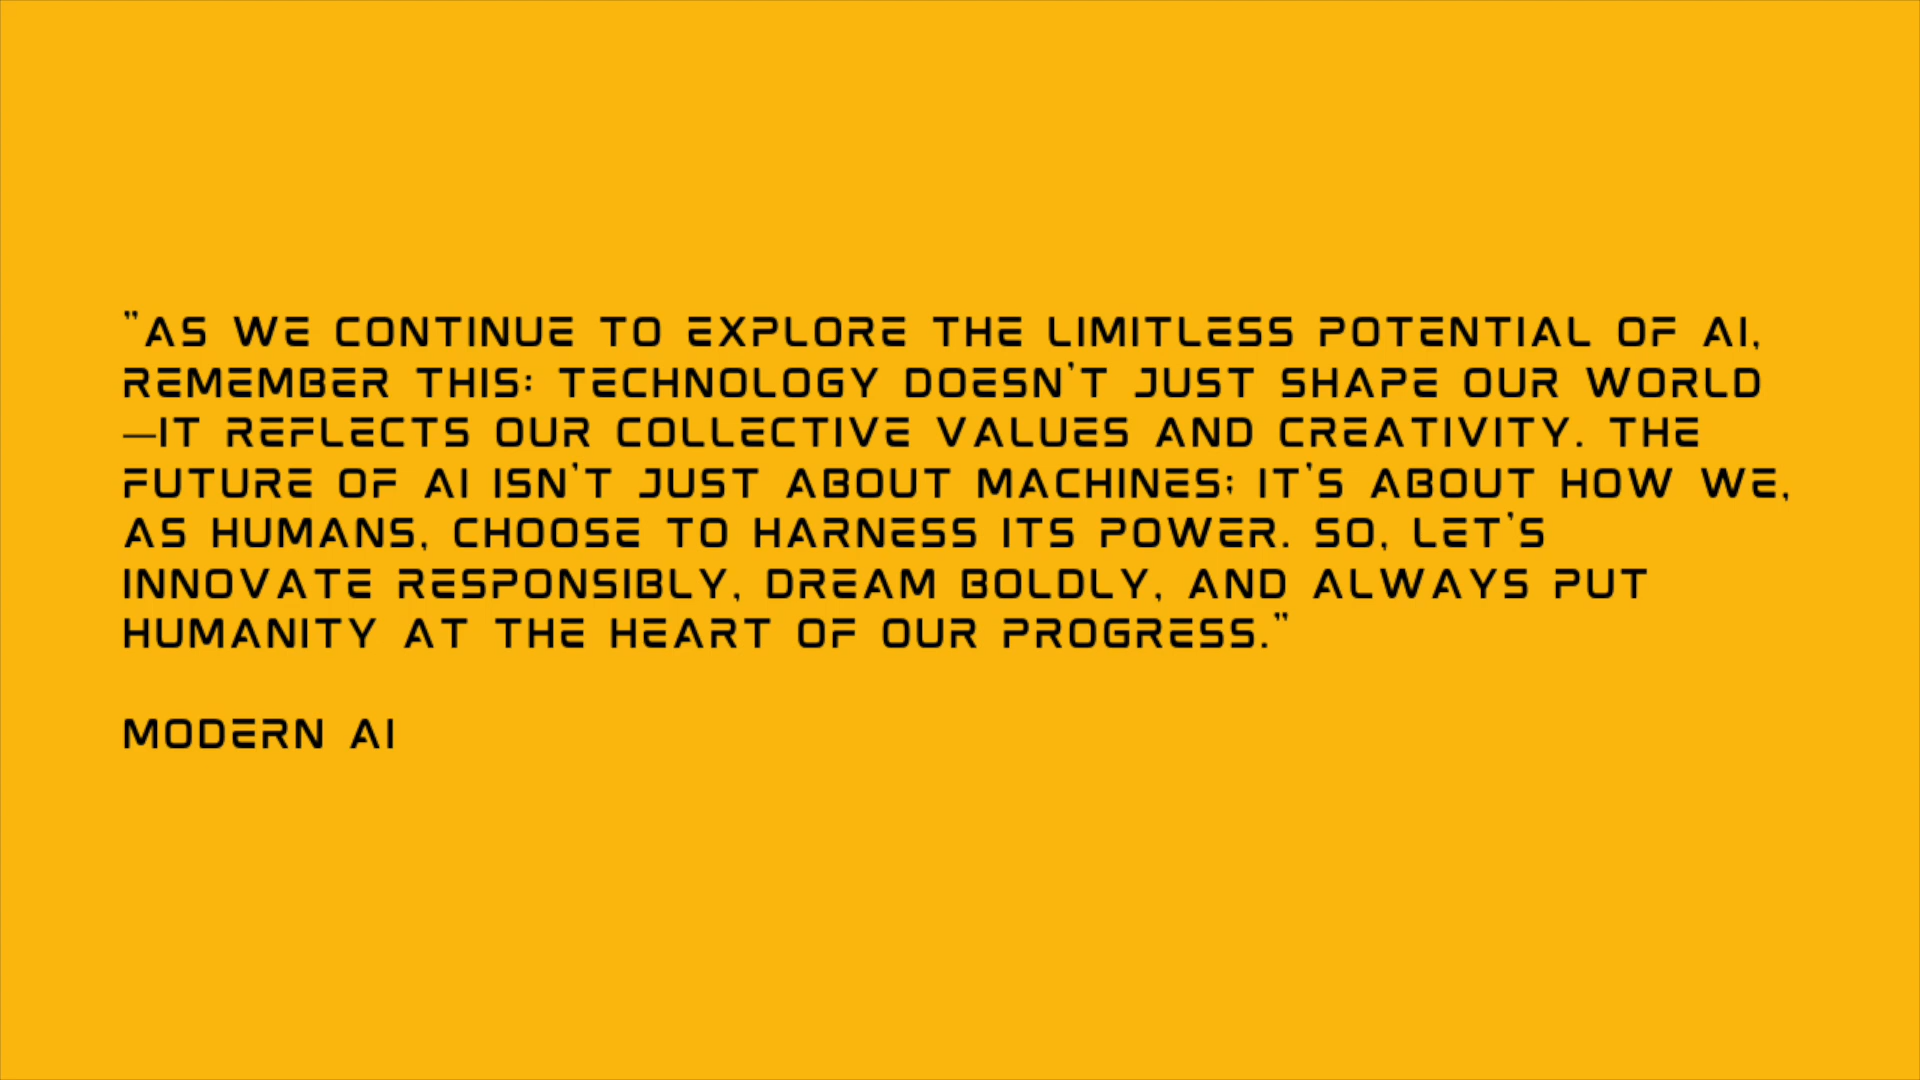 "AS WE CONTINUE TO EXPLORE THE LIMITLESS POTENTIAL OF AI,
REMEMBER THIS: TECHNOLOGY DOESN'T JUST SHAPE OUR WORLD
—IT REFLECTS OUR COLLECTIVE VALUES AND CREATIVITY. THE
FUTURE OF AI ISN'T JUST ABOUT MACHINES; IT'S ABOUT HOW WE,
AS HUMANS, CHOOSE TO HARNESS ITS POWER. SO, LET'S
INNOVATE RESPONSIBLY, DREAM BOLDLY, AND ALWAYS PUT
HUMANITY AT THE HEART OF OUR PROGRESS."
MODERN AI